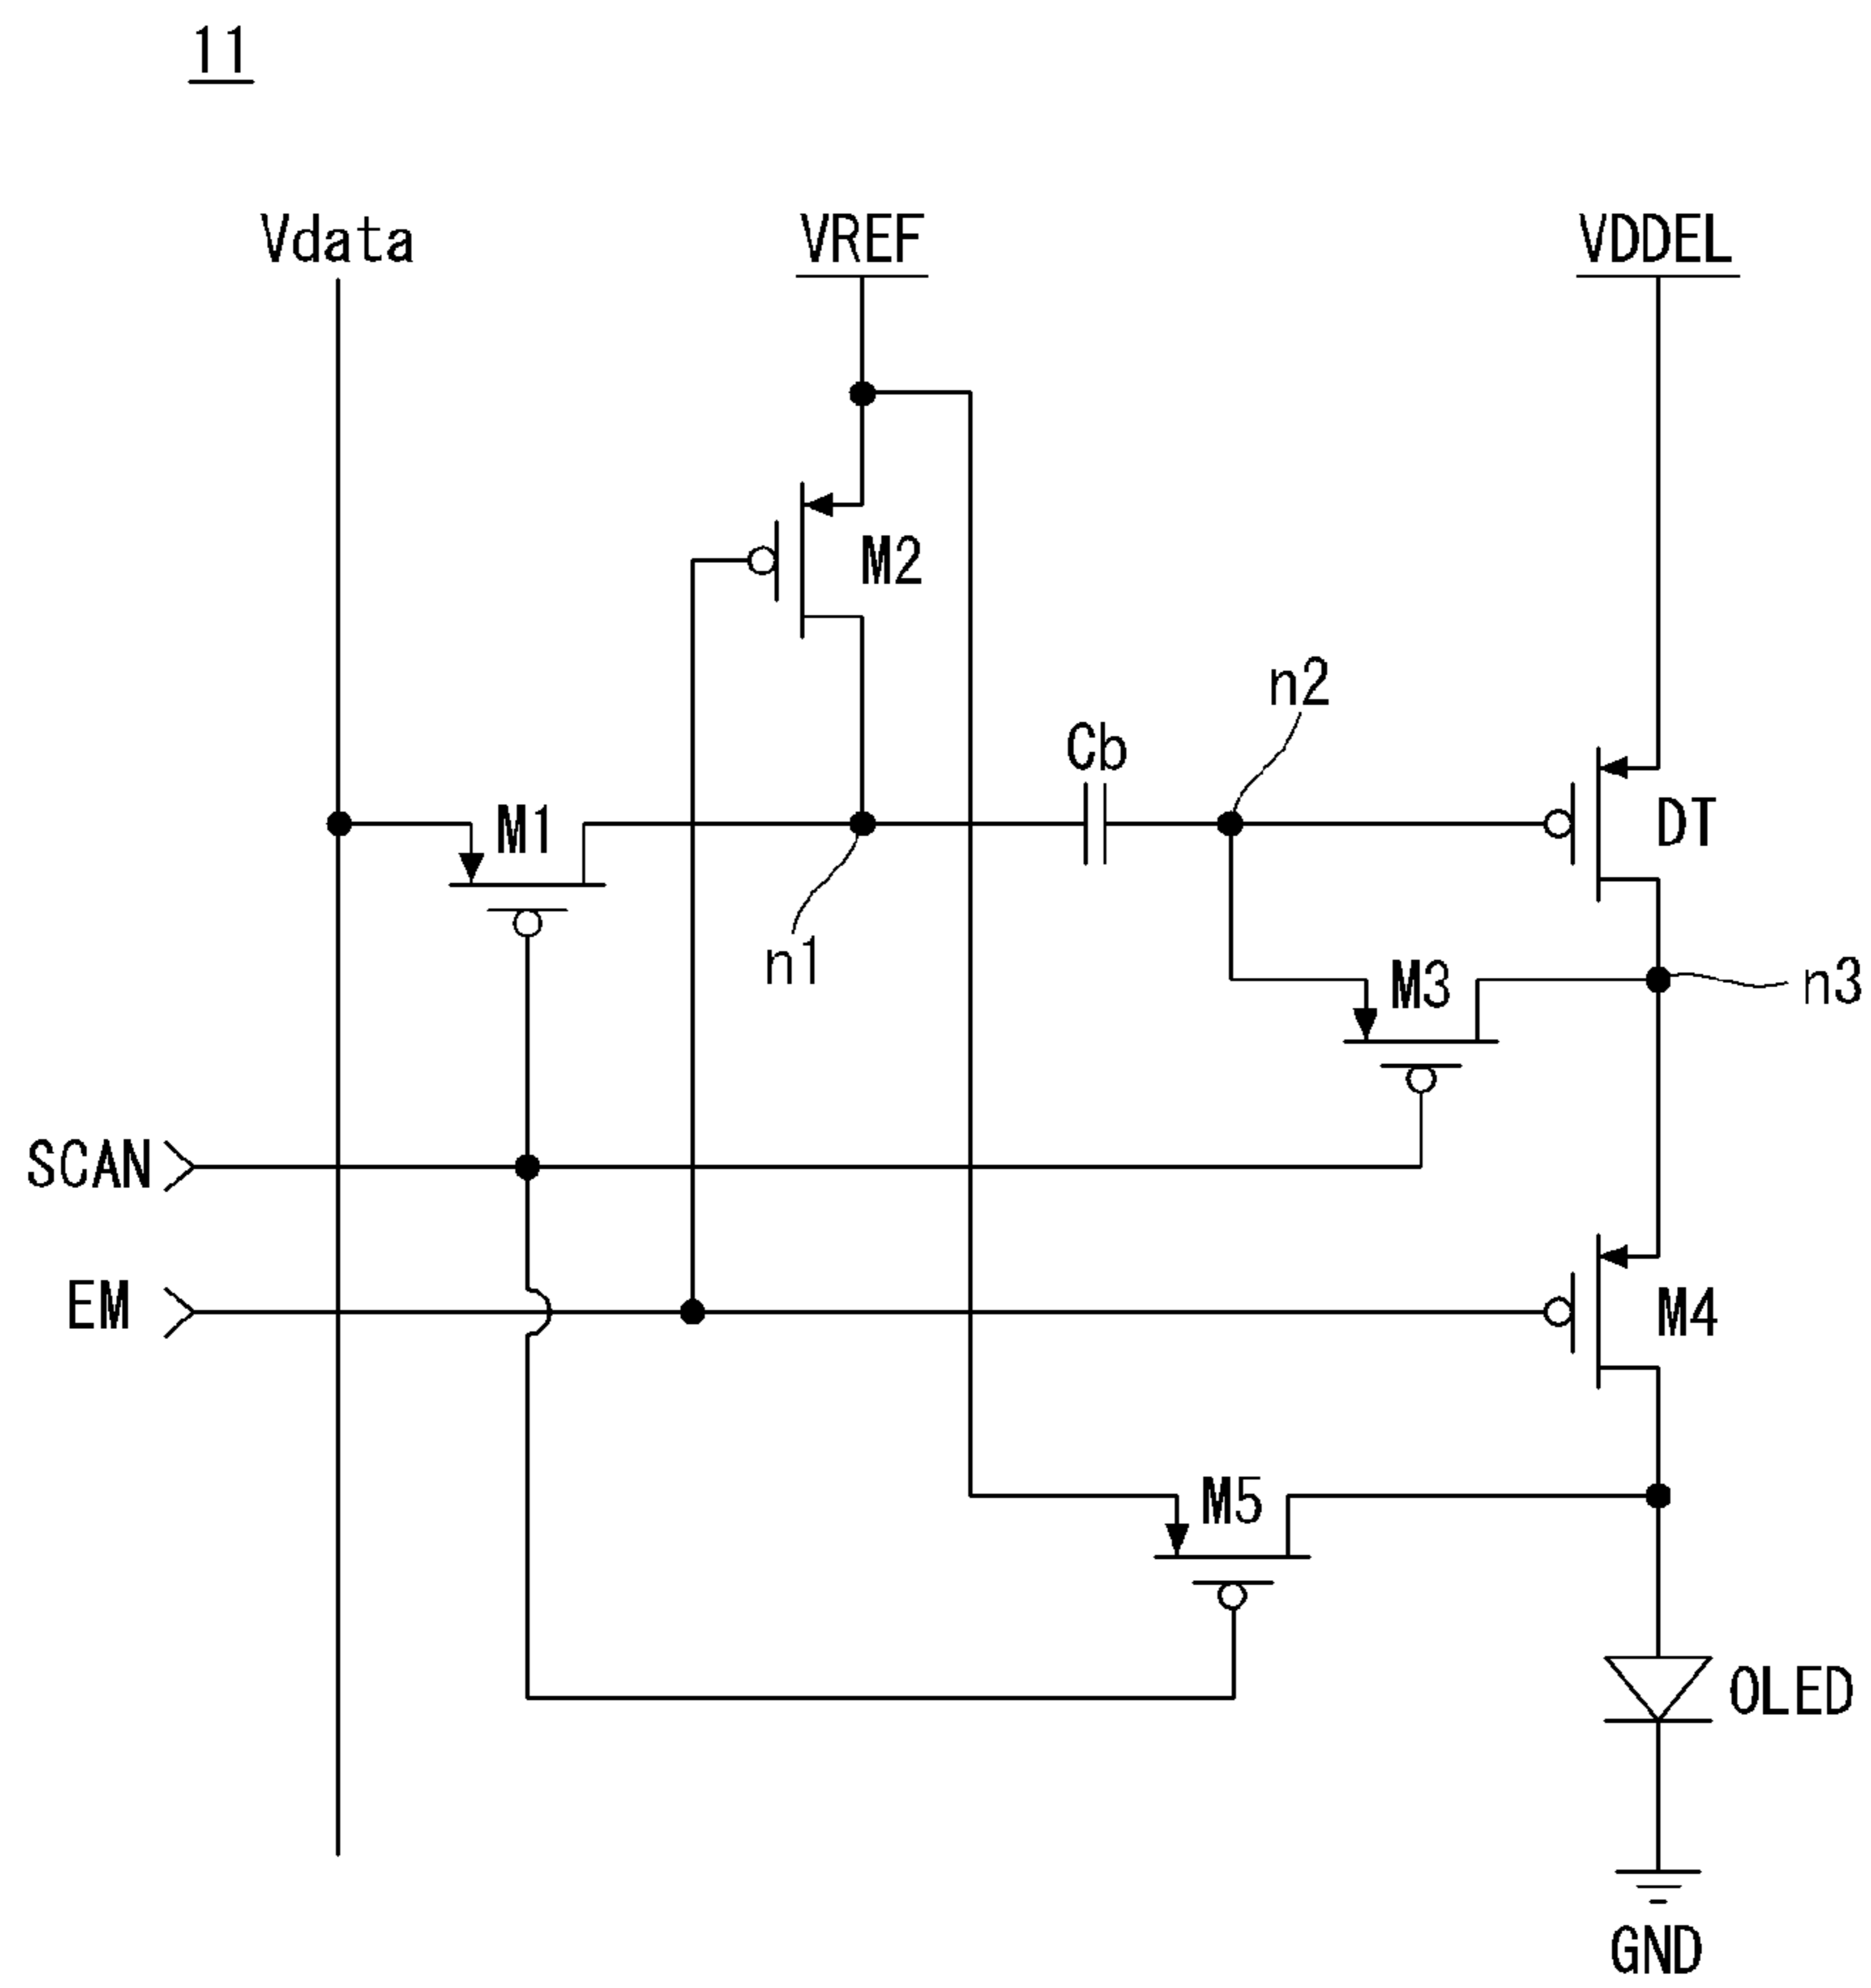 11
Vdata
VREF
VDDEL
M2
n2
Cb
M1
DT
n1
M3
n3
SCAN
EM
M4
M5
OLED
GND